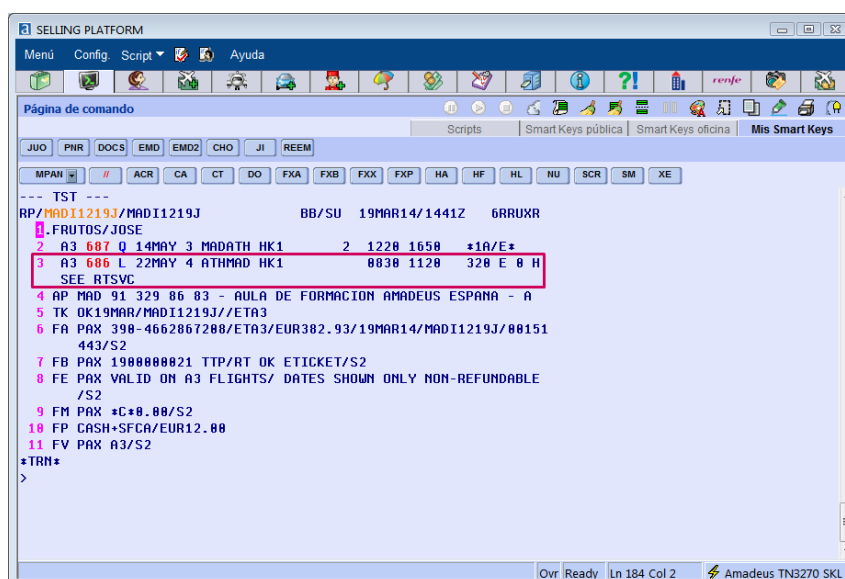 a SELLING PLATFORM
Menú Config. Script Ayuda
?! i renfe
Página de comando
Scripts Smart Keys pública Smart Keys oficina Mis Smart Keys
JUO PNR DOCS EMD EMD2 CHO JI REEM
MPAN // ACR CA CT DO FXA FXB FXX FXP HA HF HL NU SCR SM XE
--- TST ---
RP/MADI1219J/MADI1219J BB/SU 19MAR14/1441Z 6RRUXR
1.FRUTOS/JOSE
2 A3 687 Q 14MAY 3 MADATH HK1 2 1220 1650 *1A/E*
3 A3 686 L 22MAY 4 ATHMAD HK1 0830 1120 320 E 0 H
SEE RTSVC
4 AP MAD 91 329 86 83 - AULA DE FORMACION AMADEUS ESPANA - A
5 TK OK19MAR/MADI1219J//ETA3
6 FA PAX 390-4662867208/ETA3/EUR382.93/19MAR14/MADI1219J/00151
443/S2
7 FB PAX 1900000021 TTP/RT OK ETICKET/S2
8 FE PAX VALID ON A3 FLIGHTS/ DATES SHOWN ONLY NON-REFUNDABLE
/S2
9 FM PAX *C*0.00/S2
10 FP CASH+SFCA/EUR12.00
11 FV PAX A3/S2
*TRN*
>
Ovr Ready Ln 184 Col 2 Amadeus TN3270 SKL